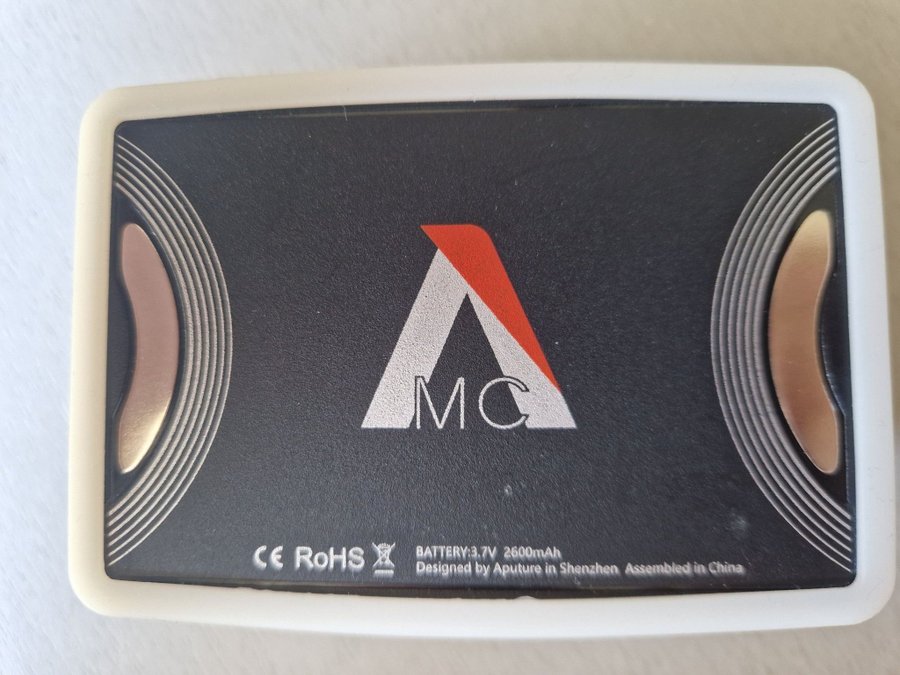 A
MC
CE RoHS
BATTERY:3.7V 2600mAh
Designed by Aputure in Shenzhen Assembled in China